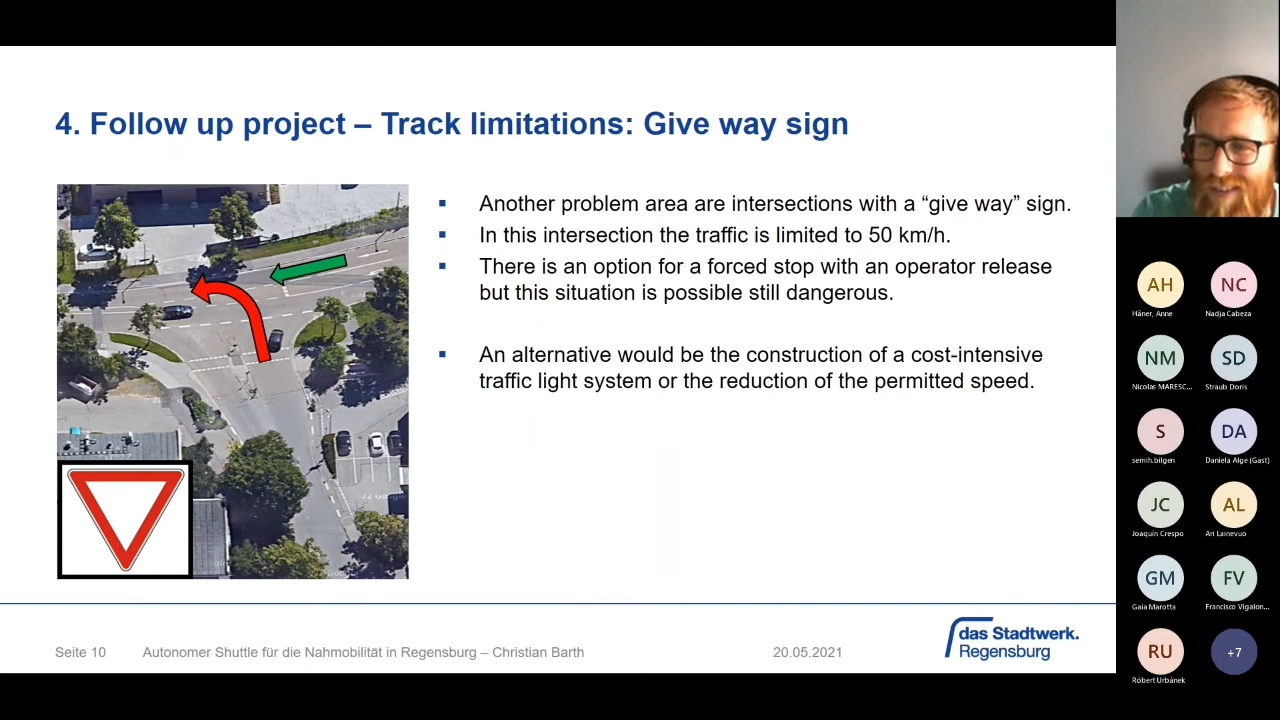 4. Follow up project – Track limitations: Give way sign
Another problem area are intersections with a “give way” sign.
In this intersection the traffic is limited to 50 km/h.
There is an option for a forced stop with an operator release
but this situation is possible still dangerous.
An alternative would be the construction of a cost-intensive
traffic light system or the reduction of the permitted speed.
Seite 10
Autonomer Shuttle für die Nahmobilität in Regensburg – Christian Barth
20.05.2021
das Stadtwerk.
Regensburg
AH
NC
Häner, Anne
Nadja Cabeza
NM
SD
Nicolas MARESC...
Straub Doris
S
DA
semih.bilgen
Daniela Alge (Gast)
JC
AL
Joaquín Crespo
Ari Lainevuo
GM
FV
Gaia Marotta
Francisco Vigalon...
RU
+7
Róbert Urbánek